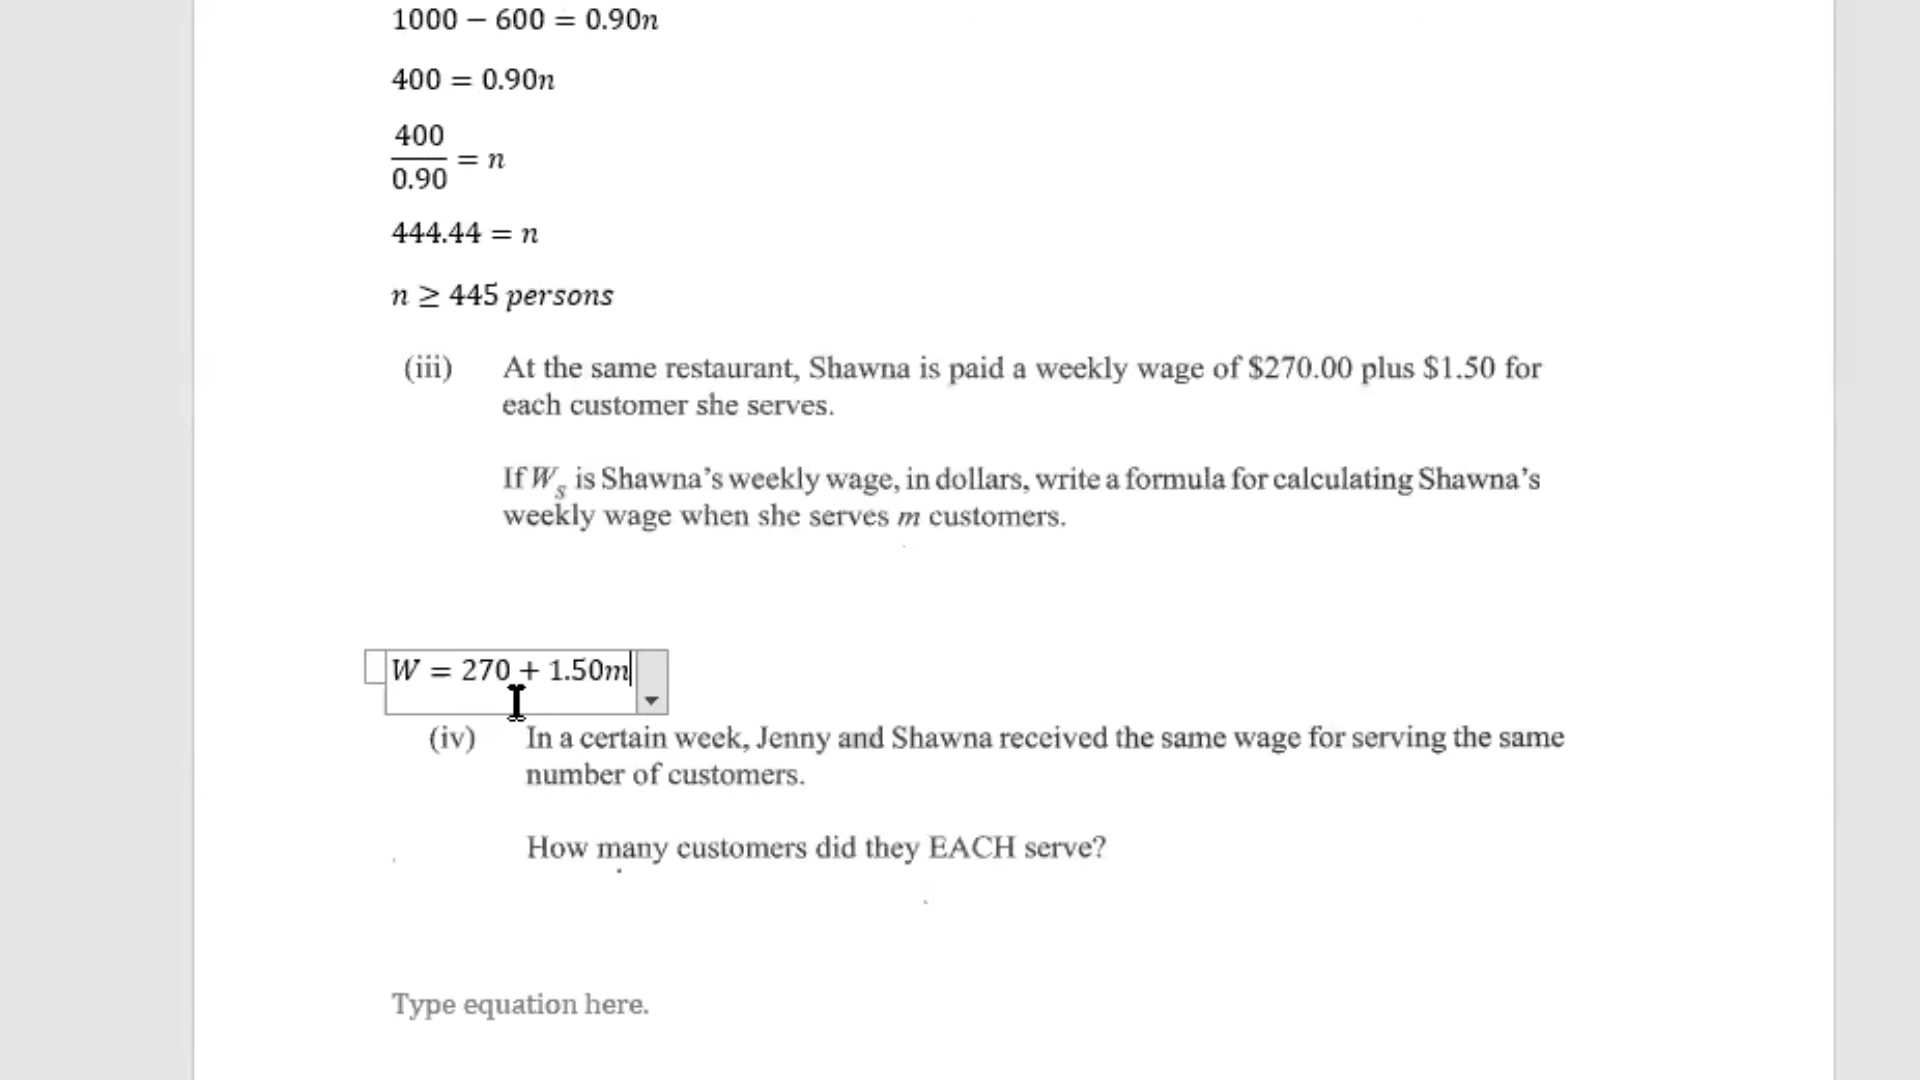 1000 − 600 = 0.90n
400 = 0.90n
400
0.90
= n
444.44 = n
n ≥ 445 persons
(iii) At the same restaurant, Shawna is paid a weekly wage of $270.00 plus $1.50 for
each customer she serves.
If W_s is Shawna's weekly wage, in dollars, write a formula for calculating Shawna's
weekly wage when she serves m customers.
W = 270 + 1.50m
(iv) In a certain week, Jenny and Shawna received the same wage for serving the same
number of customers.
How many customers did they EACH serve?
Type equation here.